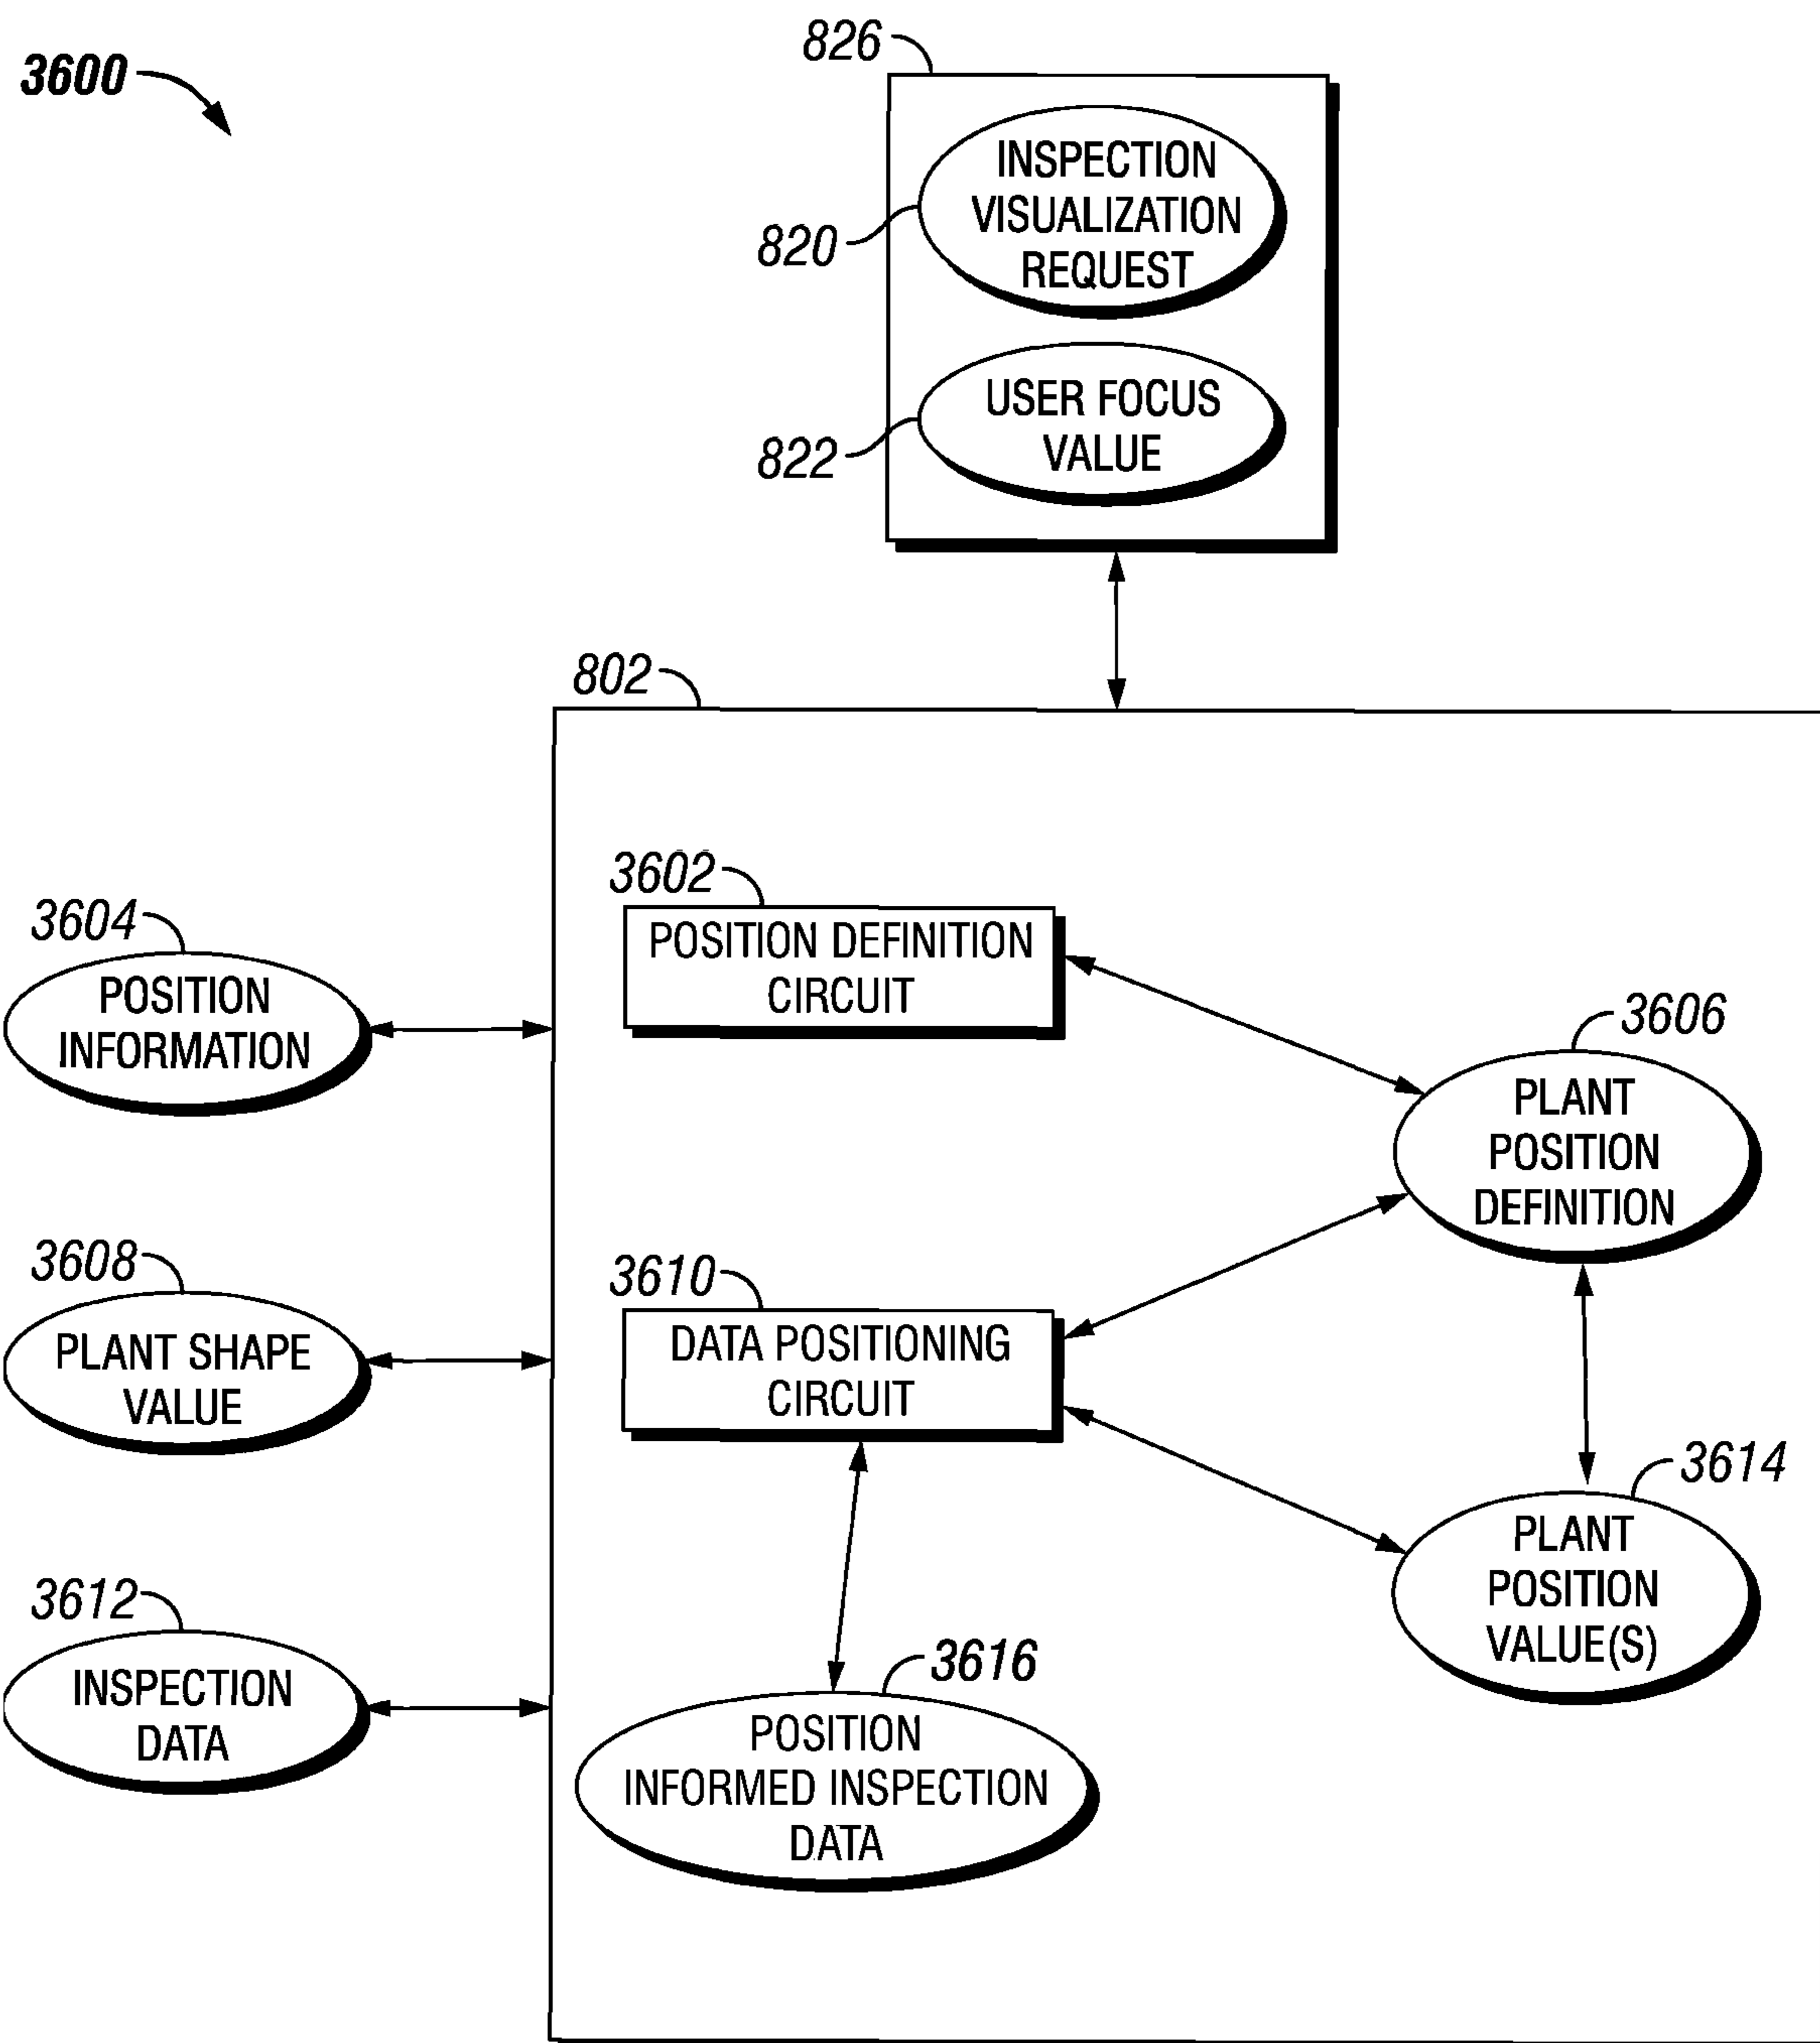 3600
826
INSPECTION
VISUALIZATION
REQUEST
820
USER FOCUS
VALUE
822
802
3602
POSITION DEFINITION
CIRCUIT
3604
POSITION
INFORMATION
3606
PLANT
POSITION
DEFINITION
3608
PLANT SHAPE
VALUE
3610
DATA POSITIONING
CIRCUIT
3614
PLANT
POSITION
VALUE(S)
3612
INSPECTION
DATA
3616
POSITION
INFORMED INSPECTION
DATA